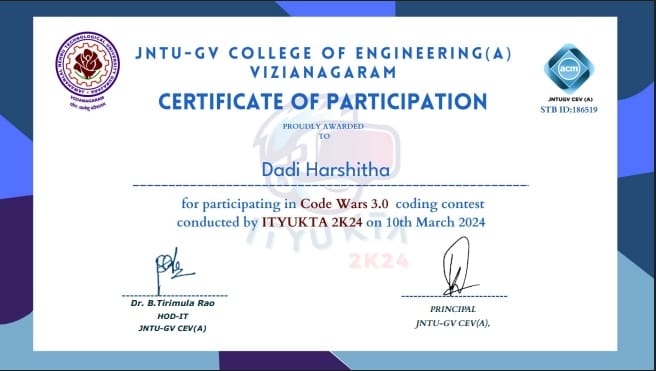 JNTU-GV COLLEGE OF ENGINEERING(A)
VIZIANAGARAM
CERTIFICATE OF PARTICIPATION
PROUDLY AWARDED
TO
Dadi Harshitha
for participating in Code Wars 3.0 coding contest
conducted by ITYUKTA 2K24 on 10th March 2024
ITYUKTA
2K24
Dr. B.Tirimula Rao
HOD-IT
JNTU-GV CEV(A)
PRINCIPAL
JNTU-GV CEV(A).
acm
JNTUGV CEV (A)
STB ID:186519
VIZIANAGARAM